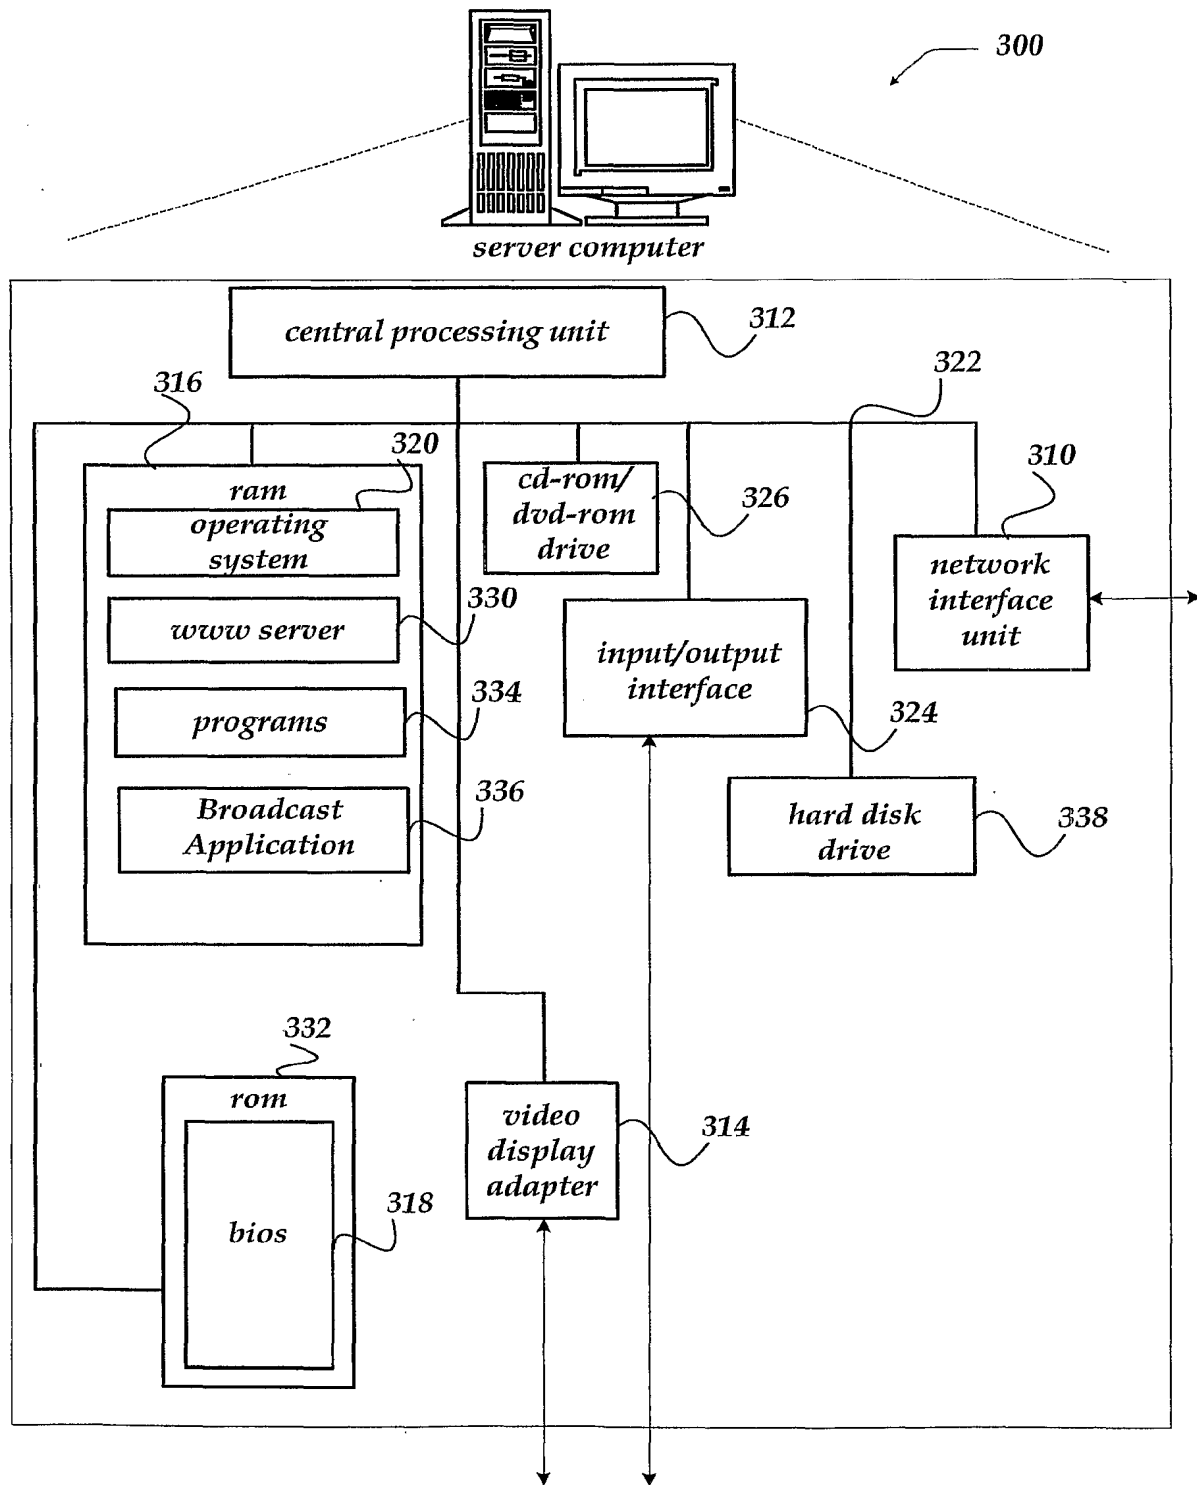 300
server computer
central processing unit
312
316
322
320
310
ram
operating
system
cd-rom/
dvd-rom
drive
326
network
interface
unit
www server
330
input/output
interface
324
programs
334
Broadcast
Application
336
hard disk
drive
338
332
rom
bios
318
video
display
adapter
314